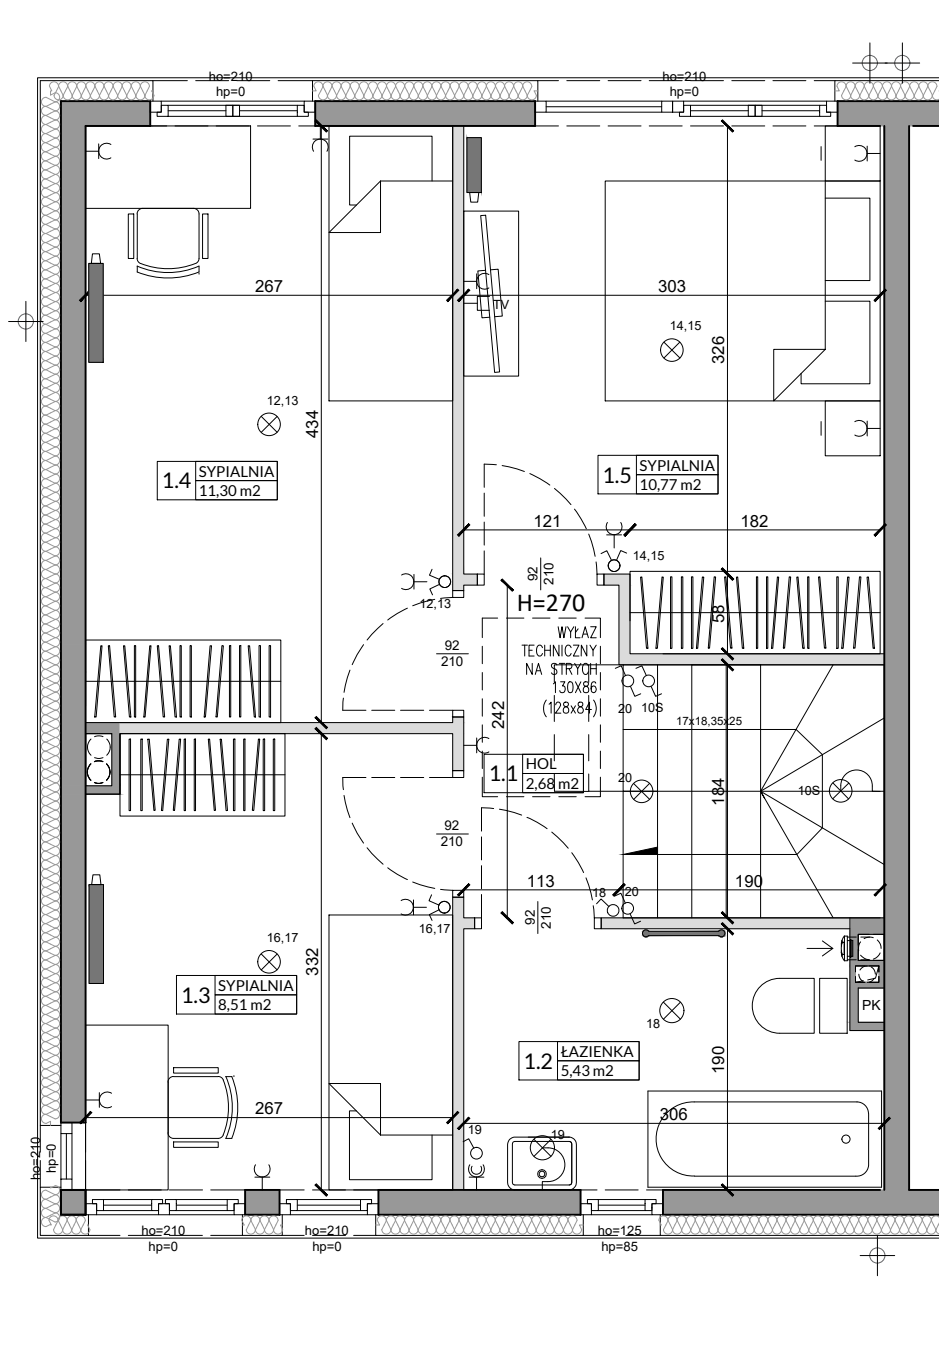 ho=210
hp=0
ho=210
hp=0
267
303
TV
14,15
326
12,13
434
1.4 SYPIALNIA
11,30 m2
1.5 SYPIALNIA
10,77 m2
121
182
14,15
92
210
12,13
H=270
58
WYŁAZ
TECHNICZNY
NA STRYCH
130X86
(128x84)
92
210
20
10S
242
17x18,35x25
1.1 HOL
2,68 m2
20
184
10S
92
210
113
190
18
20
92
210
16,17
16,17
332
1.3 SYPIALNIA
8,51 m2
PK
18
1.2 ŁAZIENKA
5,43 m2
190
267
306
19
19
ho=210
hp=0
ho=210
hp=0
ho=210
hp=0
ho=125
hp=85